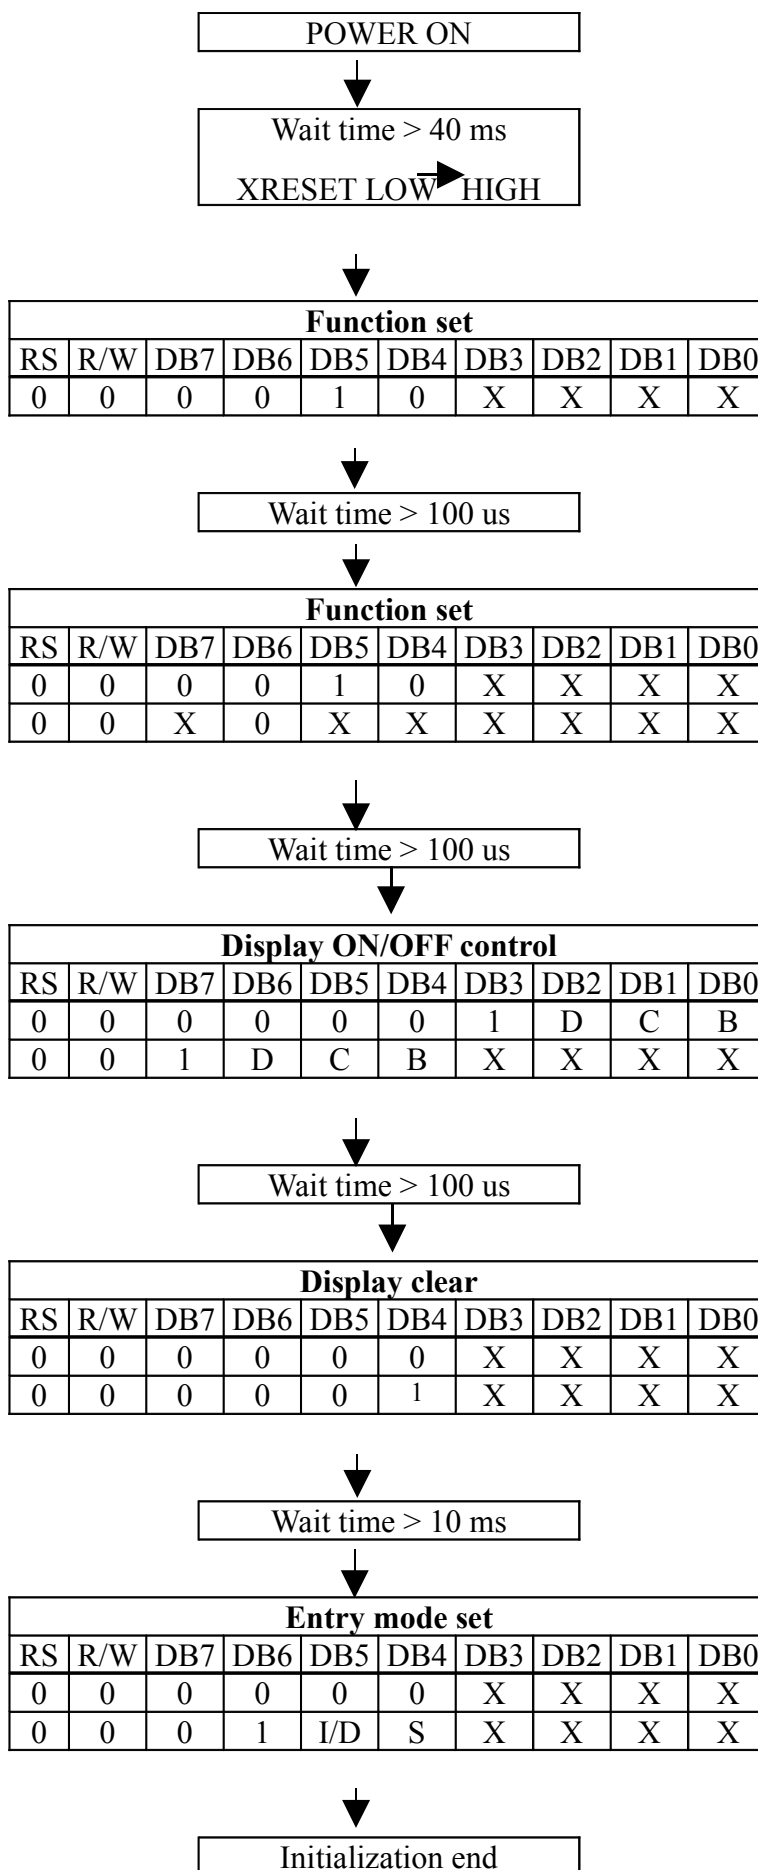 POWER ON
Wait time > 40 ms
XRESET LOW HIGH
Function set
RS R/W DB7 DB6 DB5 DB4 DB3 DB2 DB1 DB0
0 0 0 0 1 0 X X X X
Wait time > 100 us
Function set
RS R/W DB7 DB6 DB5 DB4 DB3 DB2 DB1 DB0
0 0 0 0 1 0 X X X X
0 0 X 0 X X X X X X
Wait time > 100 us
Display ON/OFF control
RS R/W DB7 DB6 DB5 DB4 DB3 DB2 DB1 DB0
0 0 0 0 0 0 1 D C B
0 0 1 D C B X X X X
Wait time > 100 us
Display clear
RS R/W DB7 DB6 DB5 DB4 DB3 DB2 DB1 DB0
0 0 0 0 0 0 X X X X
0 0 0 0 0 1 X X X X
Wait time > 10 ms
Entry mode set
RS R/W DB7 DB6 DB5 DB4 DB3 DB2 DB1 DB0
0 0 0 0 0 0 X X X X
0 0 0 1 I/D S X X X X
Initialization end